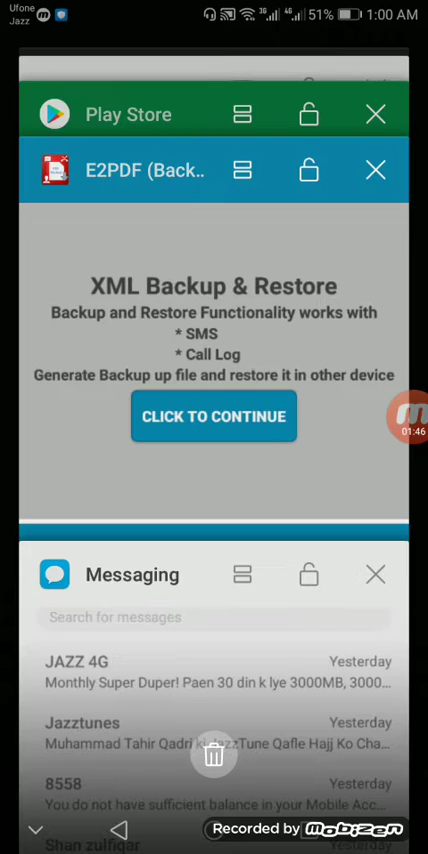 Ufone
Jazz
3G
4G
51%
1:00 AM
Play Store
E2PDF (Back..
XML Backup & Restore
Backup and Restore Functionality works with
* SMS
* Call Log
Generate Backup up file and restore it in other device
CLICK TO CONTINUE
01:46
Messaging
Search for messages
JAZZ 4G
Yesterday
Monthly Super Duper! Paen 30 din k lye 3000MB, 3000...
Jazztunes
Yesterday
Muhammad Tahir Qadri ki JazzTune Qafle Hajj Ko Cha...
8558
Yesterday
You do not have sufficient balance in your Mobile Acc...
Shan zulfiqar
Recorded by MOBIZEN